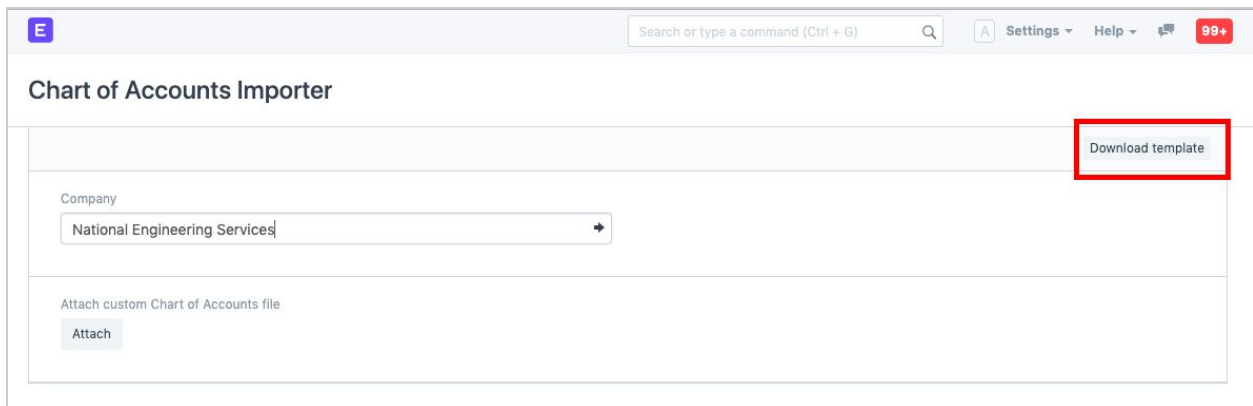 E
Search or type a command (Ctrl + G)
A Settings Help 99+
Chart of Accounts Importer
Download template
Company
National Engineering Services
Attach custom Chart of Accounts file
Attach